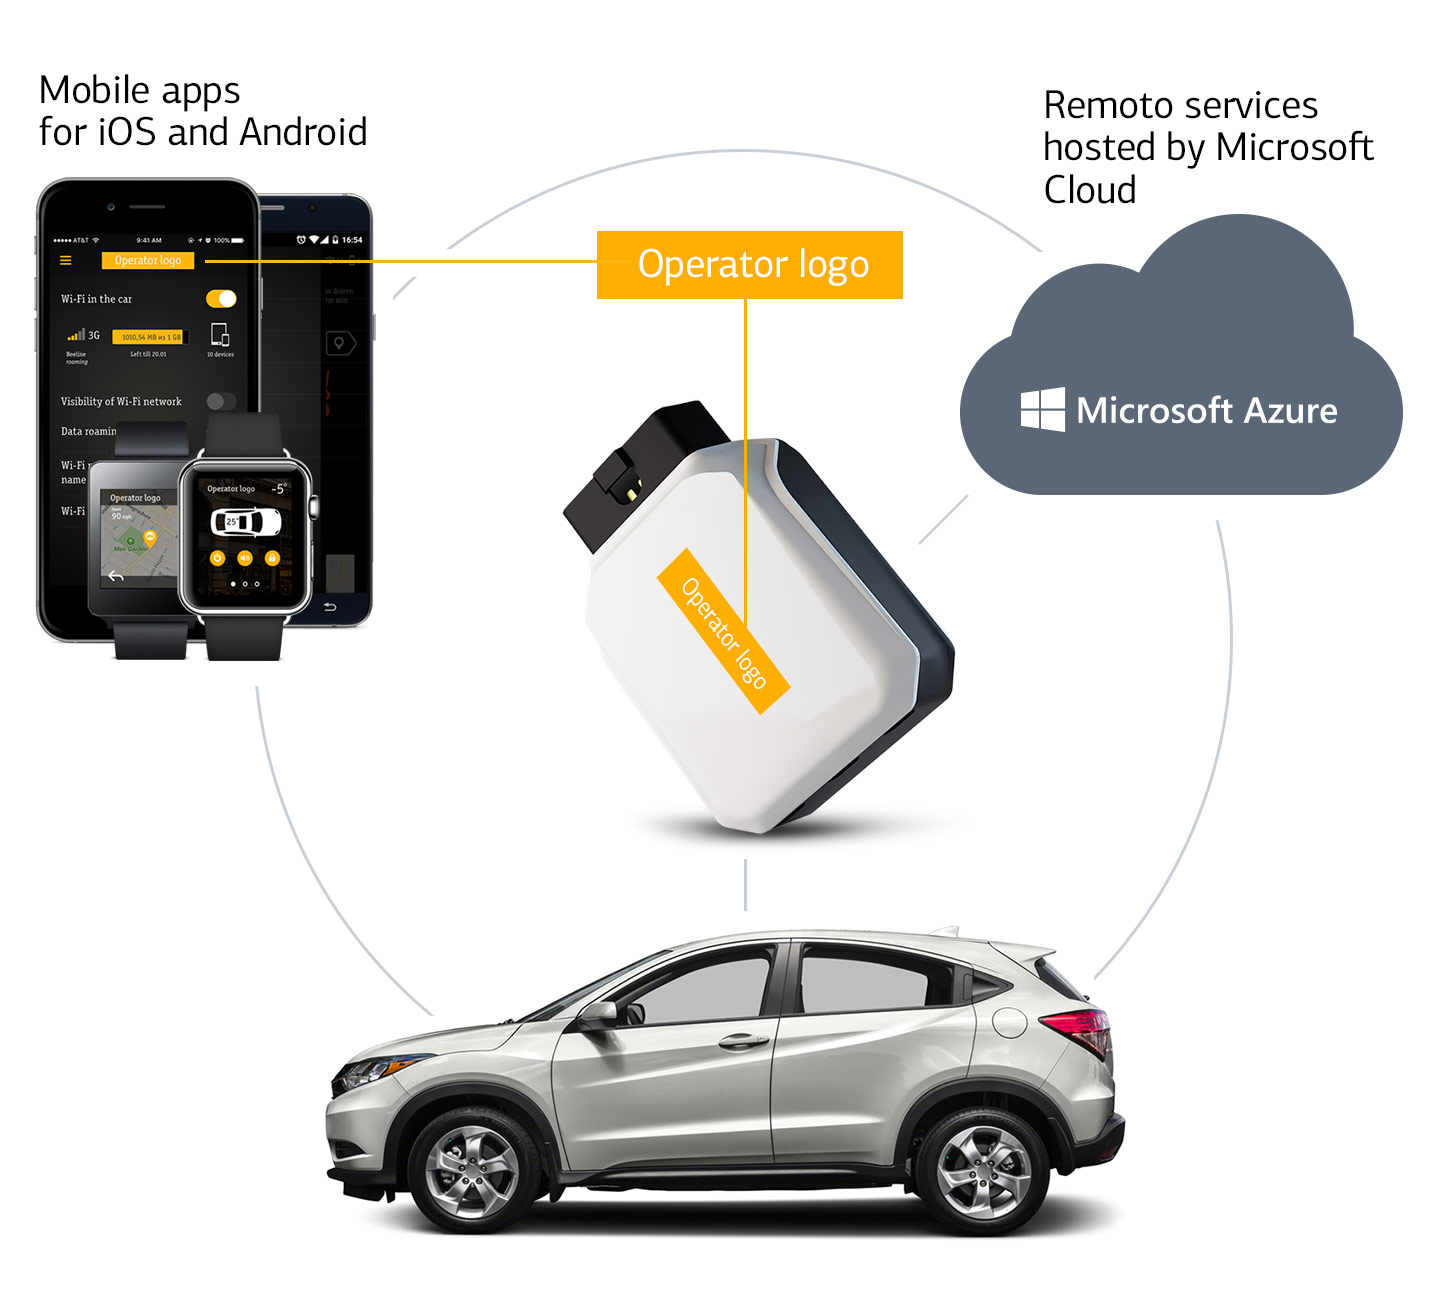 Mobile apps
for iOS and Android
Remoto services
hosted by Microsoft
Cloud
AT&T
9:41 AM
100%
16:54
Operator logo
Operator logo
Wi-Fi in the car
3G
1010,54 MB из 1 GB
Beeline
roaming
Left till 20.01
10 devices
m driven
Visibility of Wi-Fi network
Data roamin
Wi-Fi
name
Wi-Fi
Operator logo
90 mph
Operator logo
-5°
25°
Microsoft Azure
Operator logo